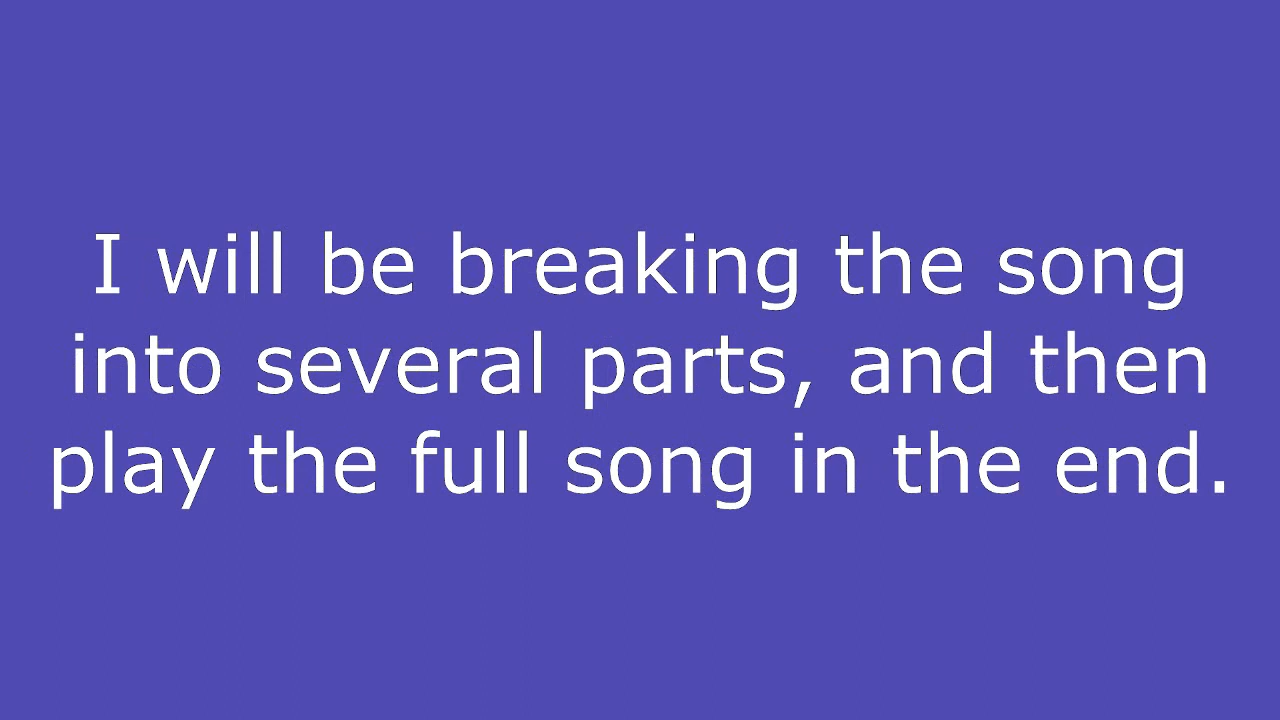 I will be breaking the song
into several parts, and then
play the full song in the end.